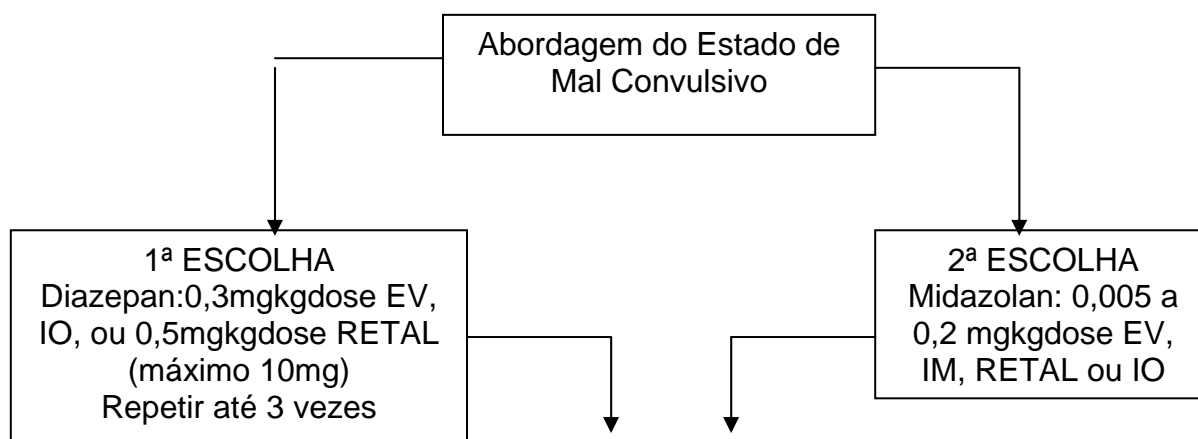 Abordagem do Estado de
Mal Convulsivo
1ª ESCOLHA
Diazepan:0,3mgkgdose EV,
IO, ou 0,5mgkgdose RETAL
(máximo 10mg)
Repetir até 3 vezes
2ª ESCOLHA
Midazolan: 0,005 a
0,2 mgkgdose EV,
IM, RETAL ou IO